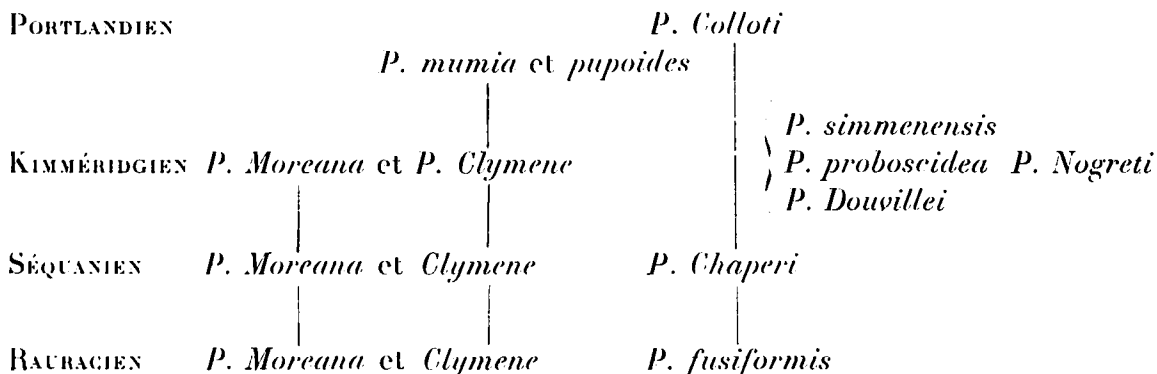 PORTLANDIEN P. Colloti
P. mumia et pupoides
P. simmenensis
KIMMÉRIDGIEN P. Moreana et P. Clymene P. proboscidea P. Nogreti
P. Douvillei
SÉQUANIEN P. Moreana et Clymene P. Chaperi
RAURACIEN P. Moreana et Clymene P. fusiformis